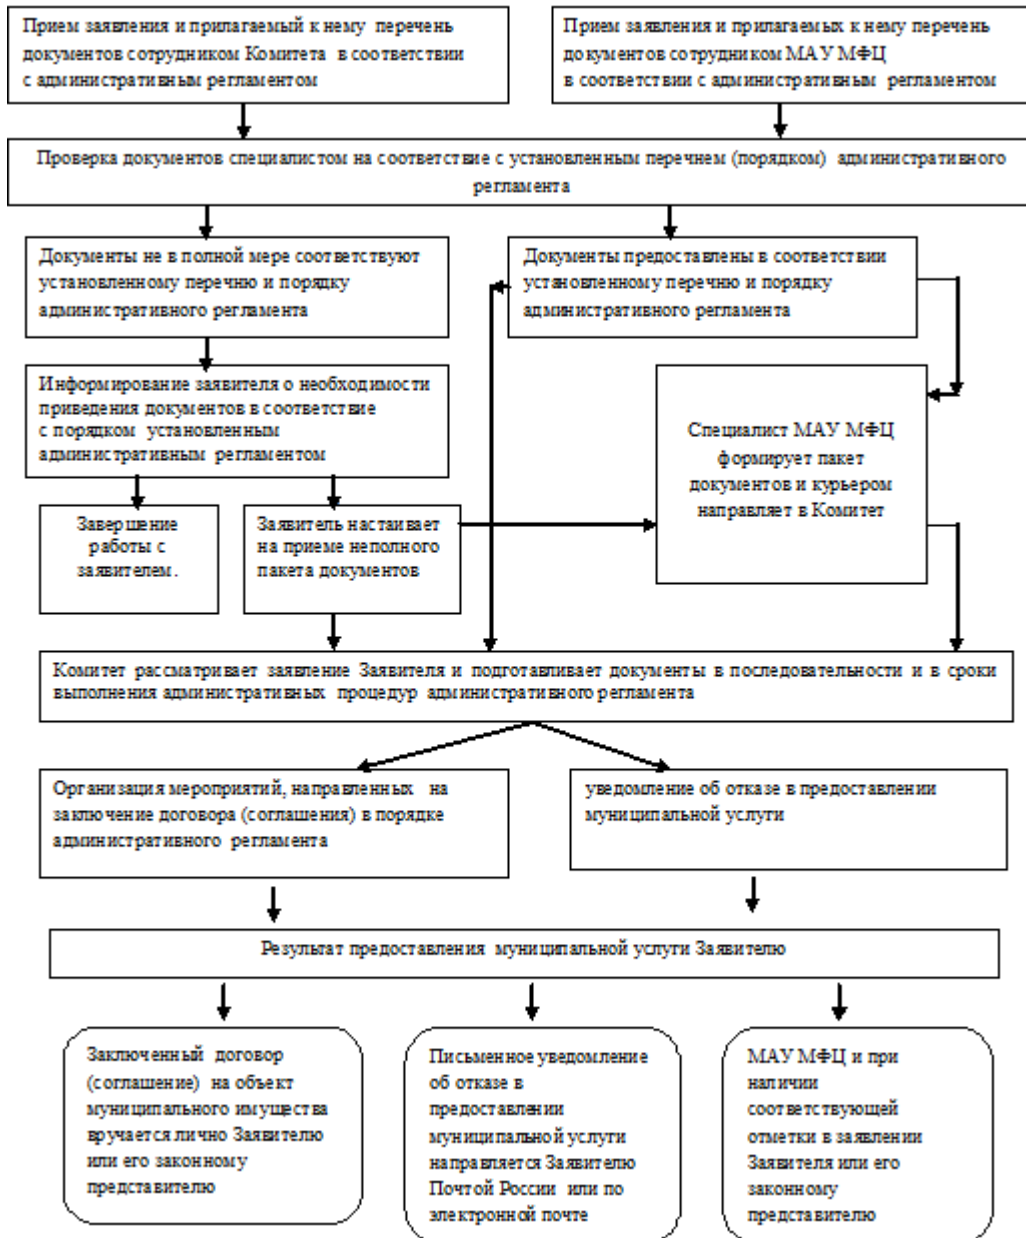 Прием заявления и прилагаемый к нему перечень
документов сотрудником Комитета в соответствии
с административным регламентом
Прием заявления и прилагаемых к нему перечень
документов сотрудником МАУ МФЦ
в соответствии с административным регламентом
Проверка документов специалистом на соответствие с установленным перечнем (порядком) административного
регламента
Документы не в полной мере соответствуют
установленному перечню и порядку
административного регламента
Документы предоставлены в соответствии
установленному перечню и порядку
административного регламента
Информирование заявителя о необходимости
приведения документов в соответствие
с порядком установленным
административным регламентом
Специалист МАУ МФЦ
формирует пакет
документов и курьером
направляет в Комитет
Завершение
работы с
заявителем.
Заявитель настаивает
на приеме неполного
пакета документов
Комитет рассматривает заявление Заявителя и подготавливает документы в последовательности и в сроки
выполнения административных процедур административного регламента
Организация мероприятий, направленных на
заключение договора (соглашения) в порядке
административного регламента
уведомление об отказе в предоставлении
муниципальной услуги
Результат предоставления муниципальной услуги Заявителю
Заключенный договор
(соглашение) на объект
муниципального имущества
вручается лично Заявителю
или его законному
представителю
Письменное уведомление
об отказе в
предоставлении
муниципальной услуги
направляется Заявителю
Почтой России или по
электронной почте
МАУ МФЦ и при
наличии
соответствующей
отметки в заявлении
Заявителя или его
законному
представителю